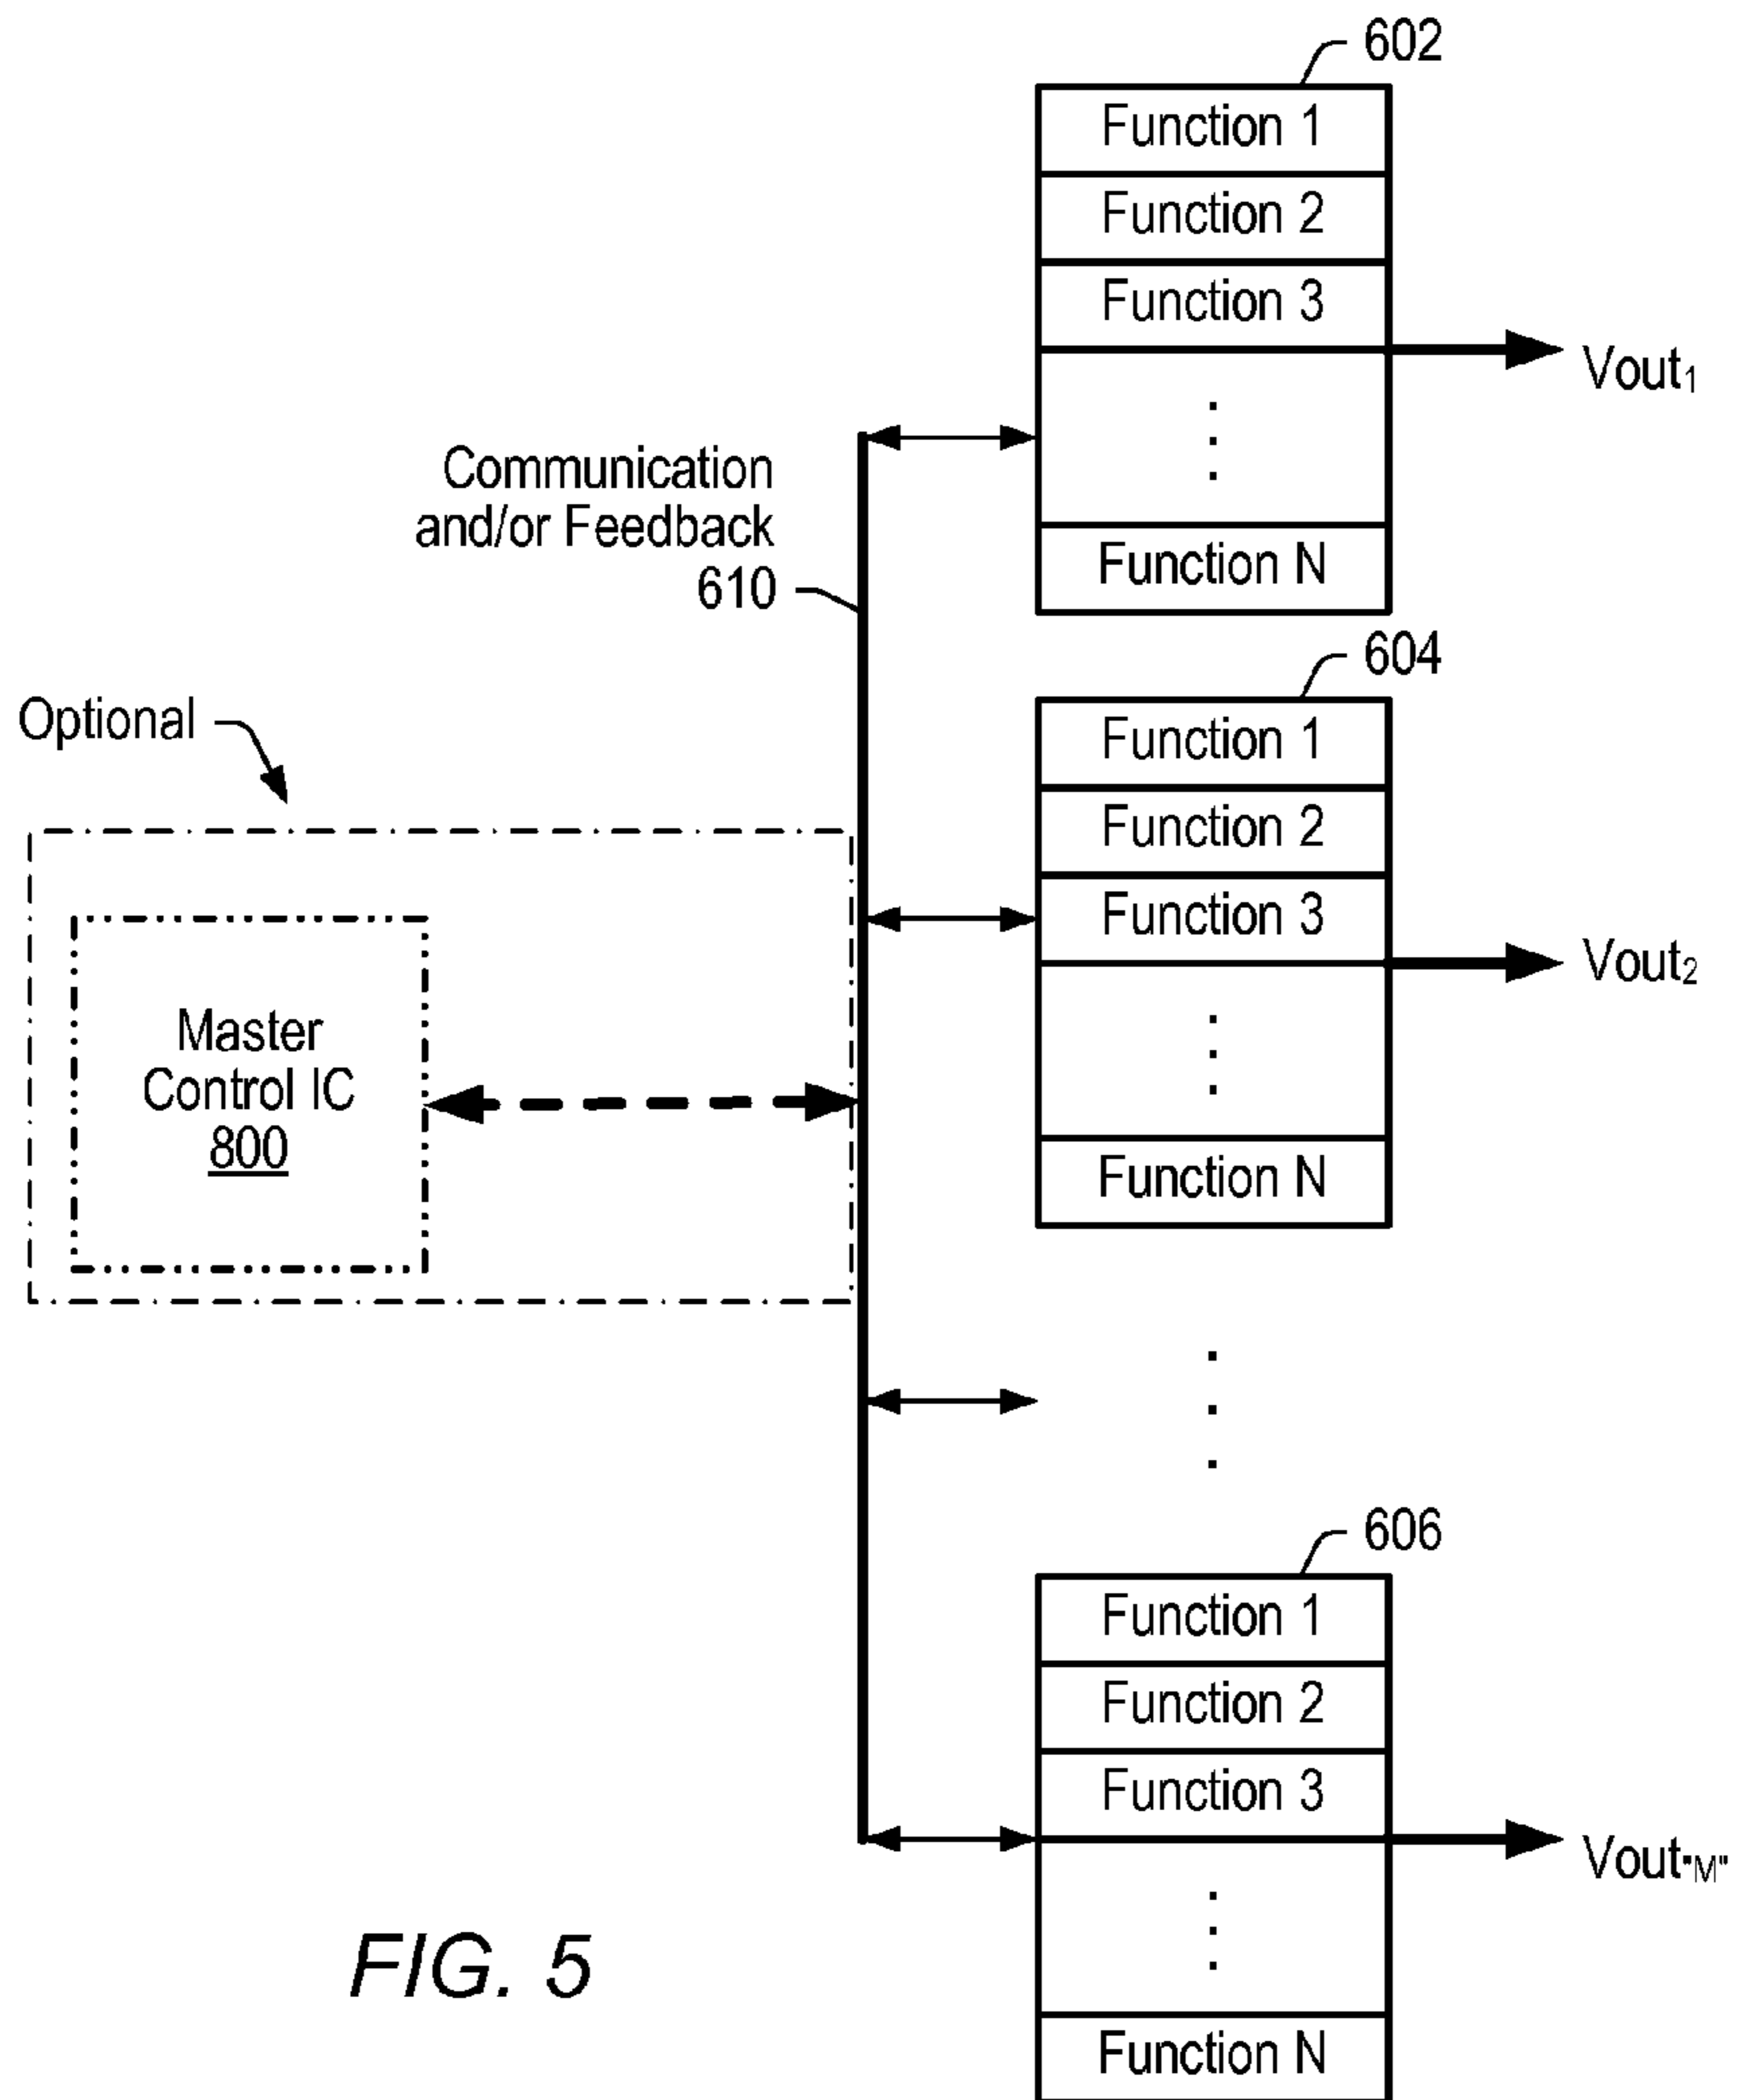 602
Function 1
Function 2
Function 3
Vout1
Function N
Communication
and/or Feedback
610
604
Optional
Function 1
Function 2
Function 3
Vout2
Function N
Master
Control IC
800
606
Function 1
Function 2
Function 3
Vout"M"
Function N
FIG. 5